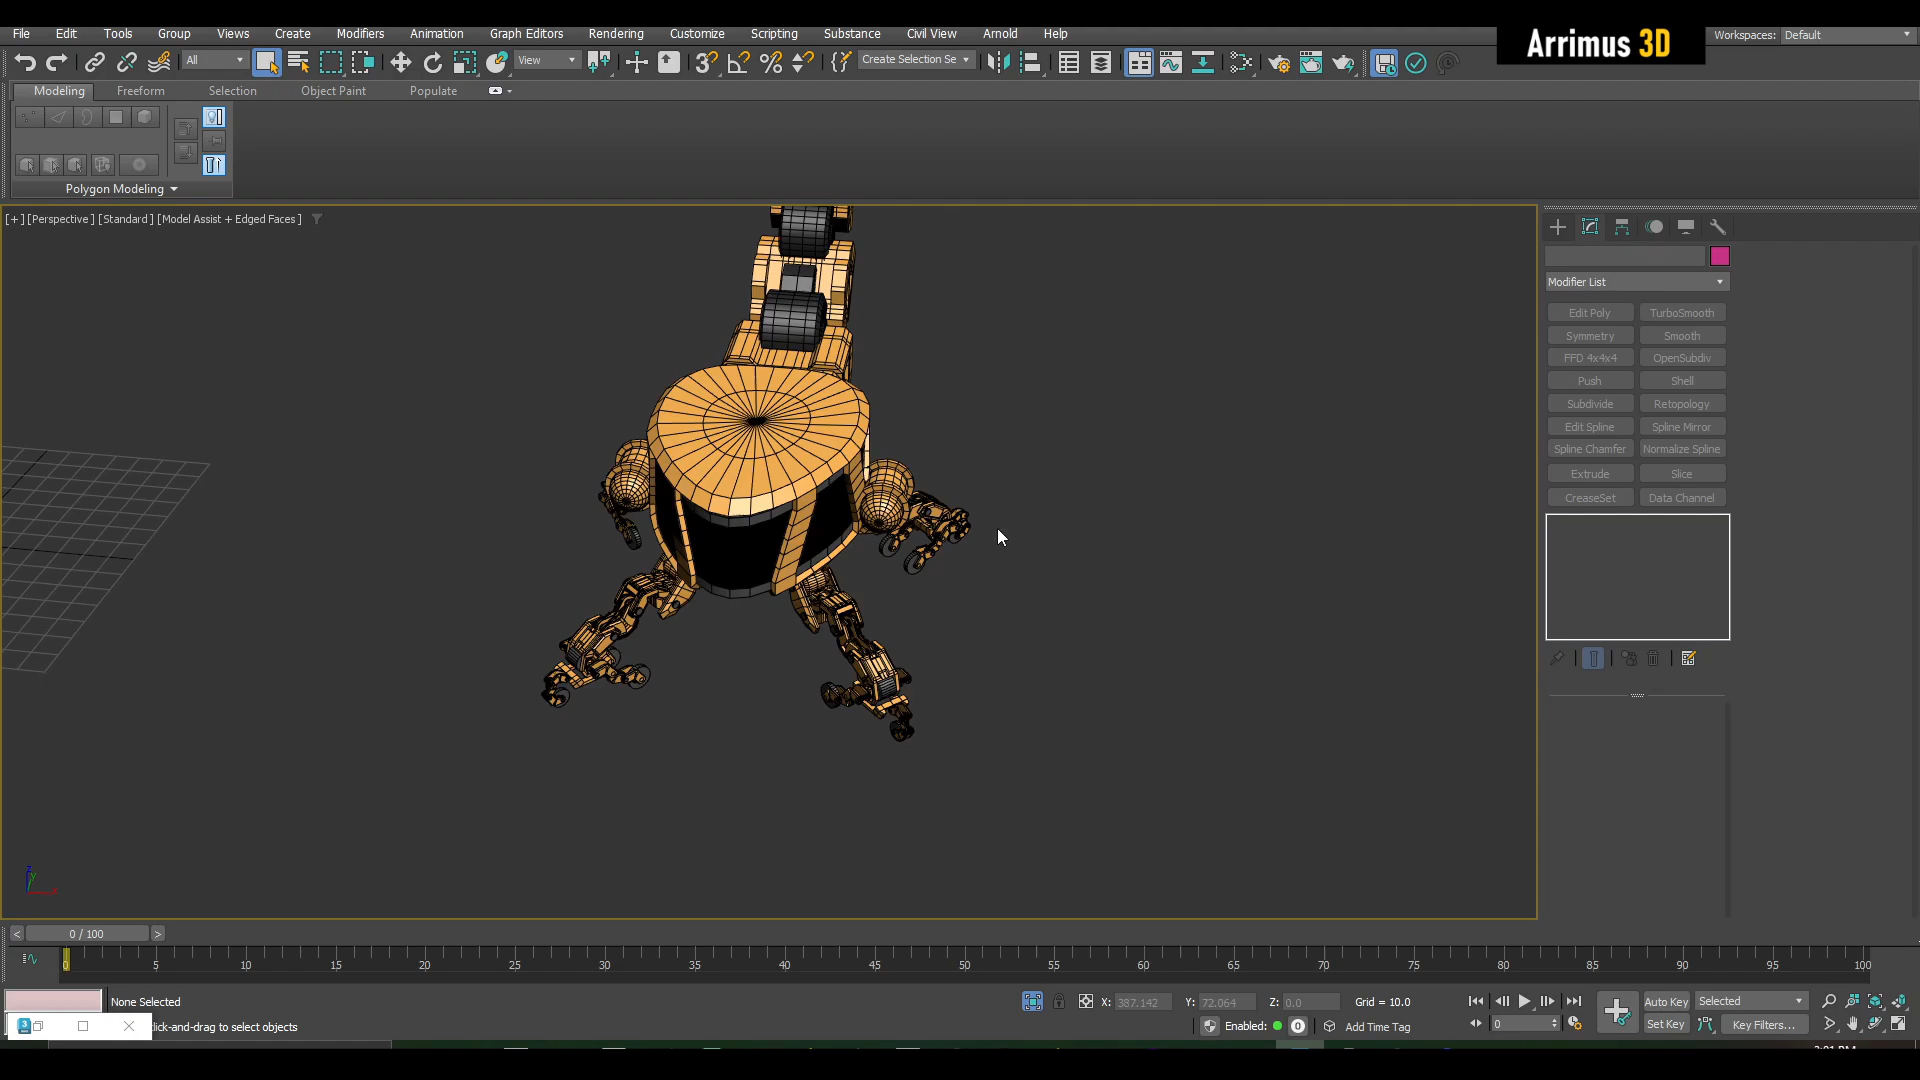 File Edit Tools Group Views Create Modifiers Animation Graph Editors Rendering Customize Scripting Substance Civil View Arnold Help
Arrimus 3D
Workspaces: Default
All View Create Selection Se
Modeling Freeform Selection Object Paint Populate
Polygon Modeling
[+] [Perspective] [Standard] [Model Assist + Edged Faces]
Modifier List
Edit Poly TurboSmooth
Symmetry Smooth
FFD 4x4x4 OpenSubdiv
Push Shell
Subdivide Retopology
Edit Spline Spline Mirror
Spline Chamfer Normalize Spline
Extrude Slice
CreaseSet Data Channel
< 0 / 100 >
0 5 10 15 20 25 30 35 40 45 50 55 60 65 70 75 80 85 90 95 100
None Selected X: 387.142 Y: 72.064 Z: 0.0 Grid = 10.0 Auto Key Selected
lick-and-drag to select objects Enabled: 0 Add Time Tag 0 Set Key Key Filters...